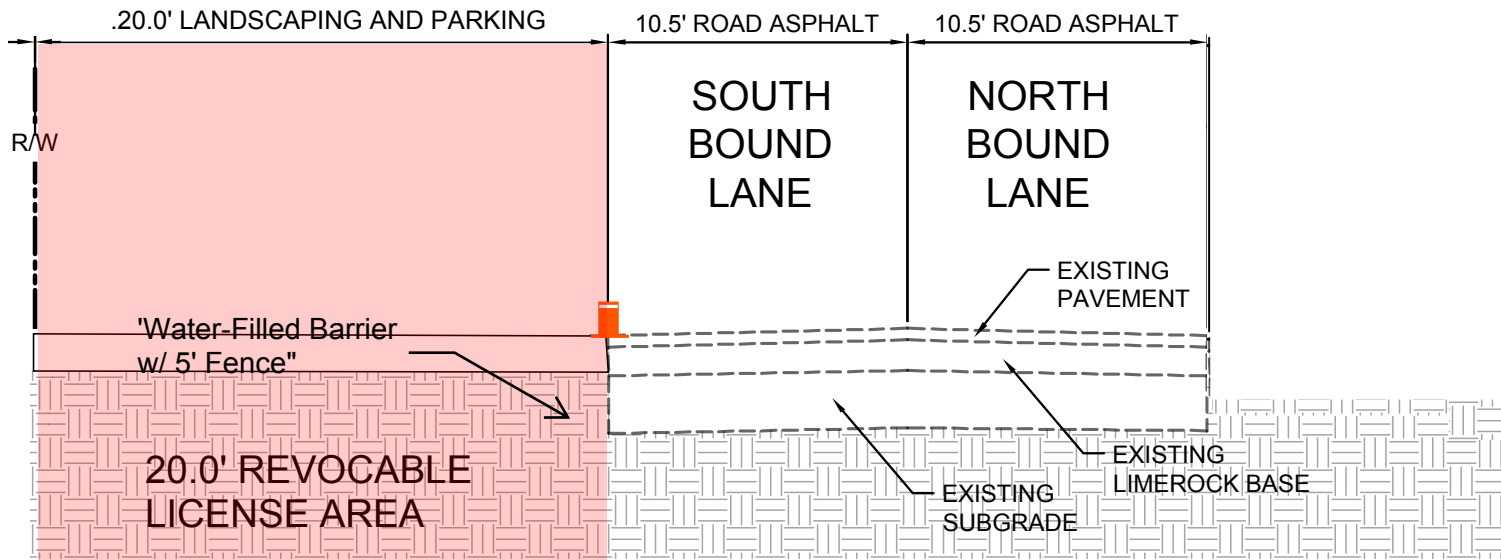 .20.0' LANDSCAPING AND PARKING
10.5' ROAD ASPHALT
10.5' ROAD ASPHALT
R/W
SOUTH
BOUND
LANE
NORTH
BOUND
LANE
EXISTING
PAVEMENT
'Water-Filled Barrier
w/ 5' Fence"
20.0' REVOCABLE
LICENSE AREA
EXISTING
SUBGRADE
EXISTING
LIMEROCK BASE